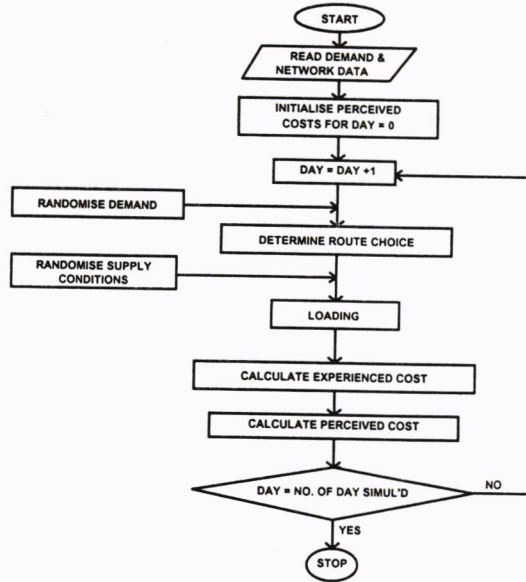 START
READ DEMAND &
NETWORK DATA
INITIALISE PERCEIVED
COSTS FOR DAY = 0
DAY = DAY +1
RANDOMISE DEMAND
DETERMINE ROUTE CHOICE
RANDOMISE SUPPLY
CONDITIONS
LOADING
CALCULATE EXPERIENCED COST
CALCULATE PERCEIVED COST
DAY = NO. OF DAY SIMUL'D
NO
YES
STOP